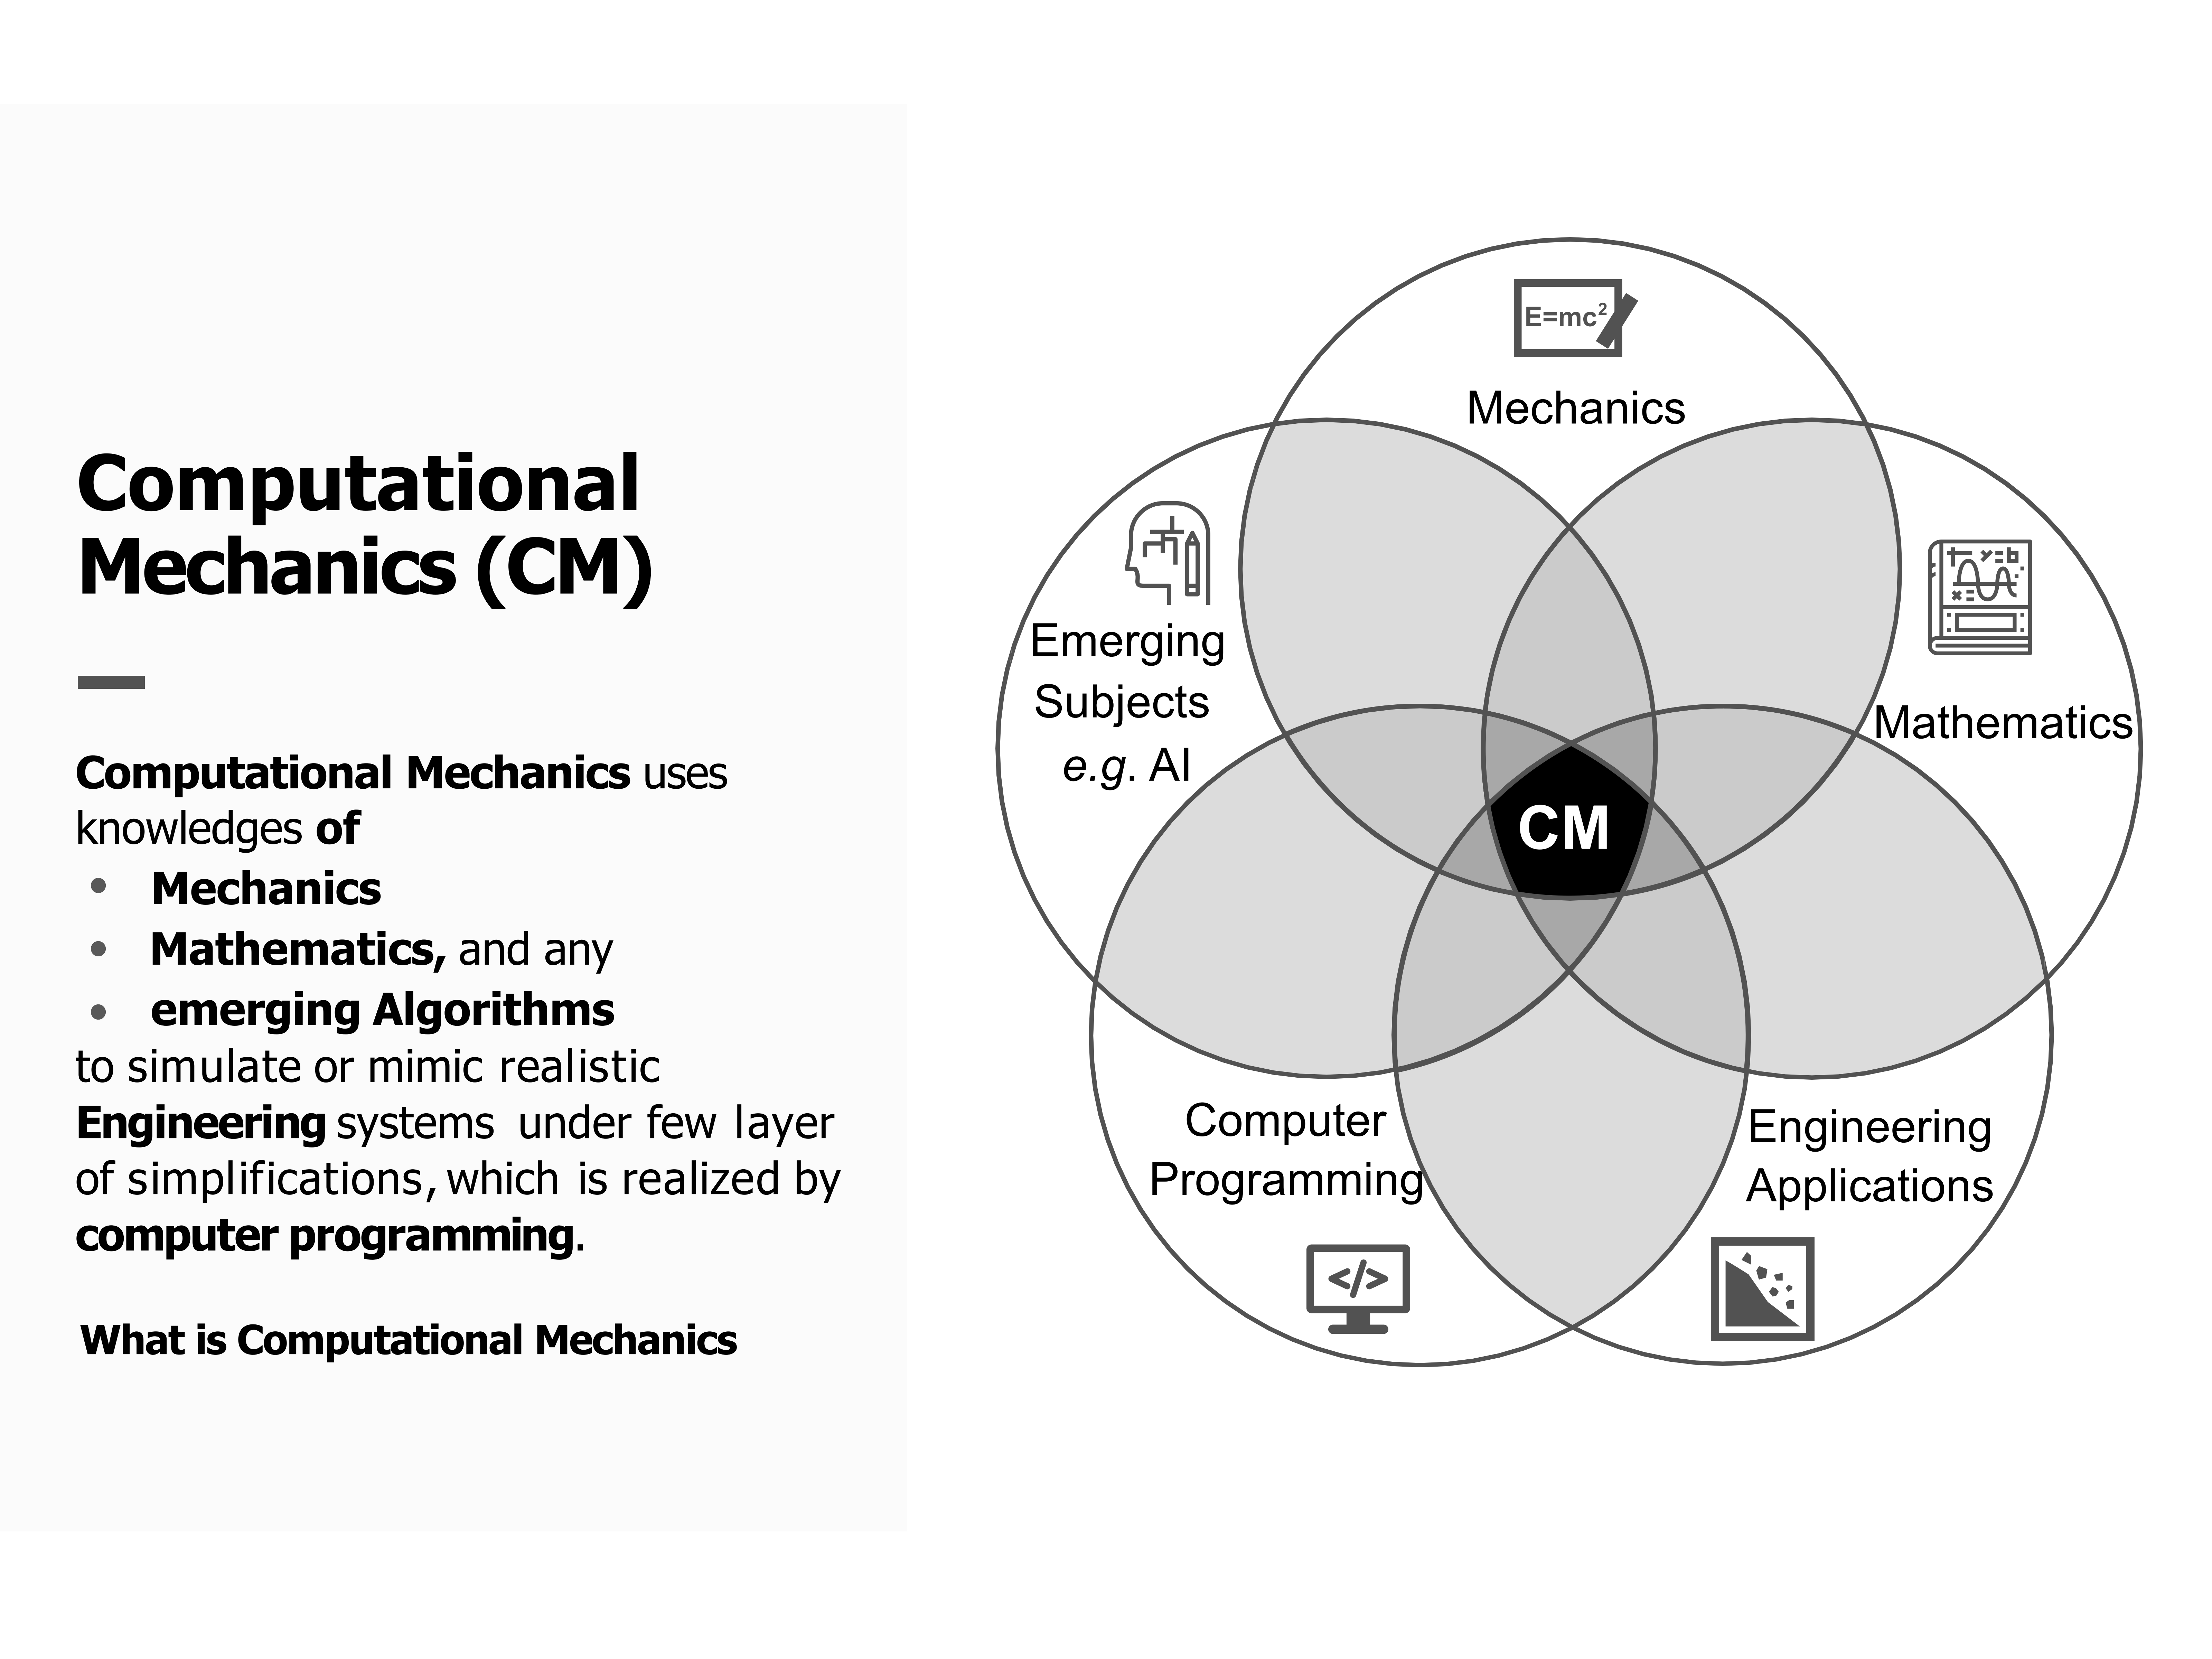 Computational
Mechanics (CM)
Computational Mechanics uses
knowledges of
• Mechanics
• Mathematics, and any
• emerging Algorithms
to simulate or mimic realistic
Engineering systems under few layer
of simplifications, which is realized by
computer programming.
What is Computational Mechanics
E=mc²
Mechanics
Emerging
Subjects
e.g. AI
Mathematics
CM
Computer
Programming
</>
Engineering
Applications